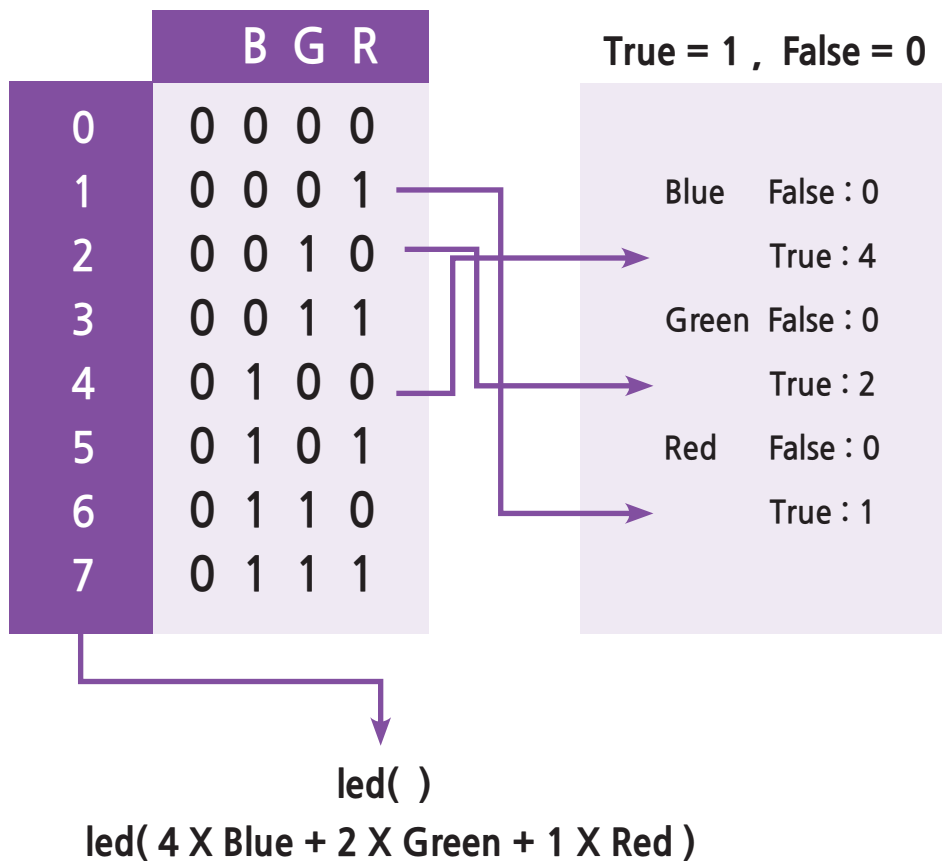 B G R
True = 1 , False = 0
0 0 0 0 0
1 0 0 0 1
2 0 0 1 0
3 0 0 1 1
4 0 1 0 0
5 0 1 0 1
6 0 1 1 0
7 0 1 1 1
Blue False : 0
True : 4
Green False : 0
True : 2
Red False : 0
True : 1
led( )
led( 4 X Blue + 2 X Green + 1 X Red )